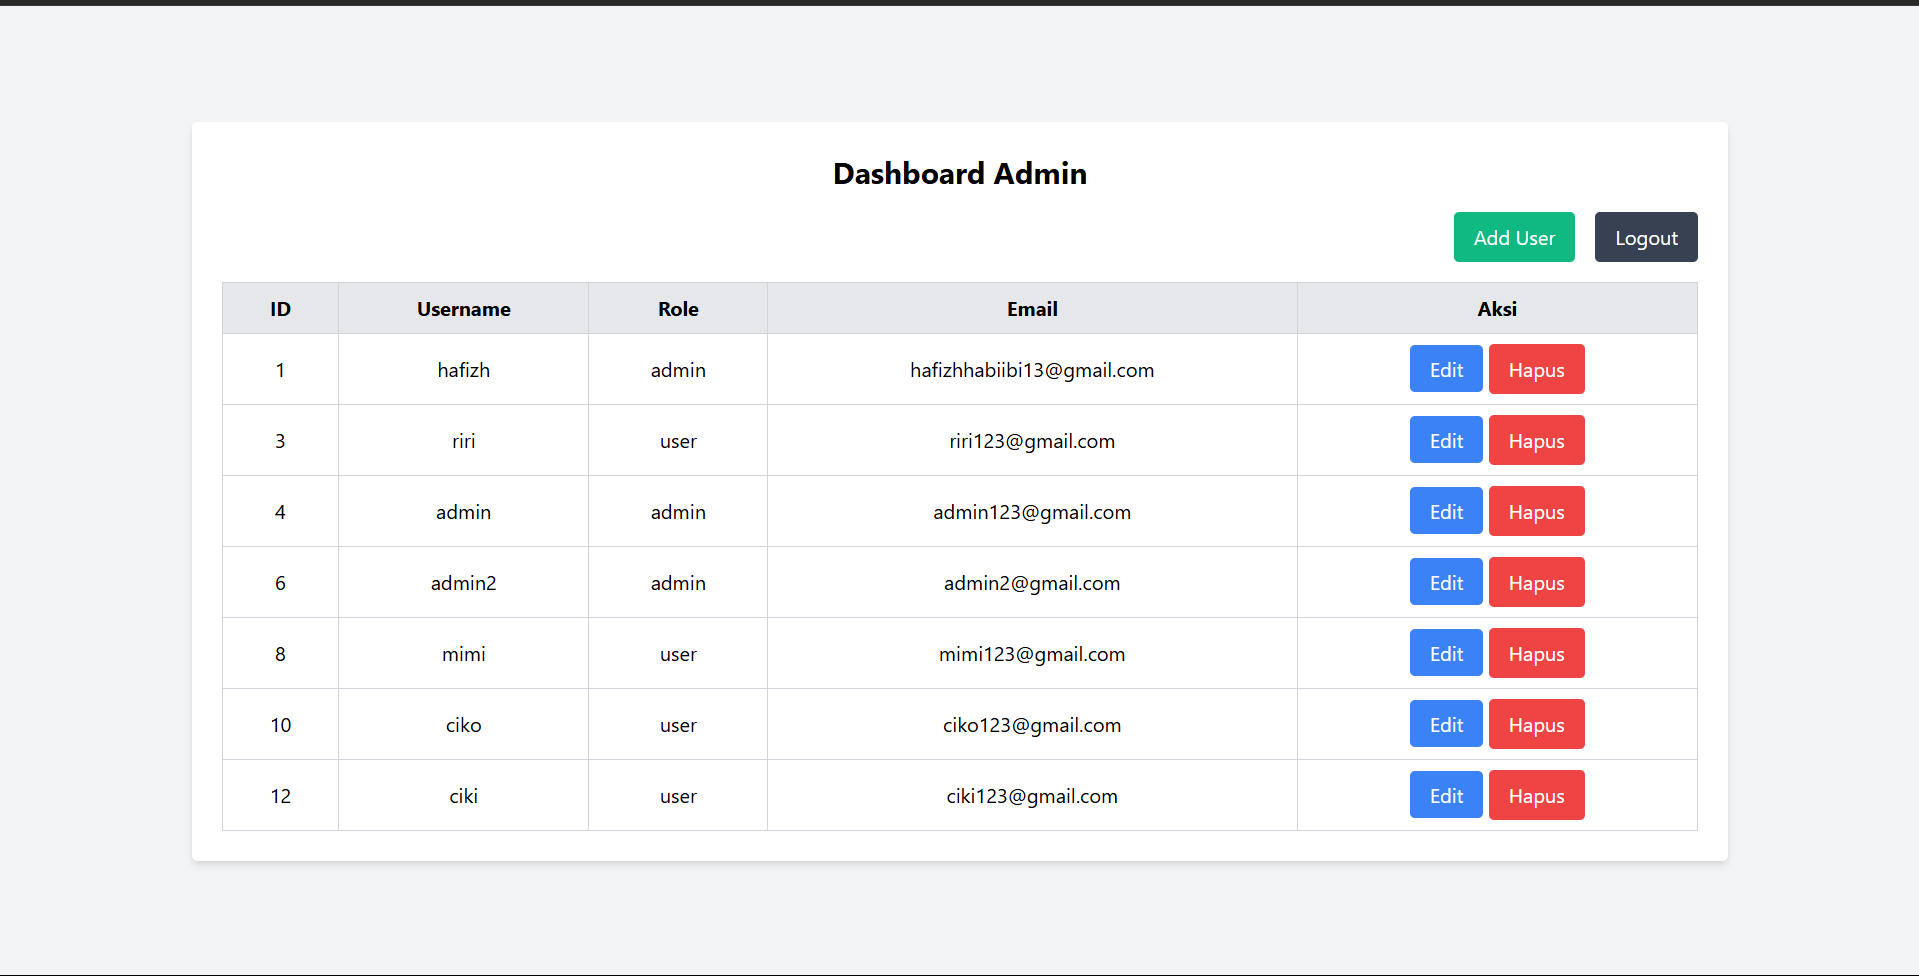 Dashboard Admin
Add User Logout
ID Username Role Email Aksi
1 hafizh admin hafizhhabiibi13@gmail.com Edit Hapus
3 riri user riri123@gmail.com Edit Hapus
4 admin admin admin123@gmail.com Edit Hapus
6 admin2 admin admin2@gmail.com Edit Hapus
8 mimi user mimi123@gmail.com Edit Hapus
10 ciko user ciko123@gmail.com Edit Hapus
12 ciki user ciki123@gmail.com Edit Hapus